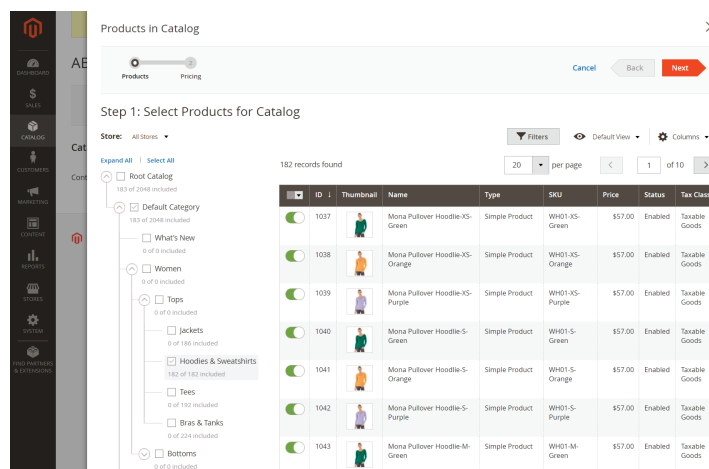 Products in Catalog
AB
DASHBOARD
SALES
CATALOG
CUSTOMERS
MARKETING
CONTENT
REPORTS
STORES
SYSTEM
FIND PARTNERS
& EXTENSIONS
Cat
Cont
2
Products
Pricing
Cancel
Back
Next
Step 1: Select Products for Catalog
Store: All Stores
Filters
Default View
Columns
Expand All | Select All
182 records found
20
per page
1
of 10
Root Catalog
183 of 2048 included
Default Category
183 of 2048 included
What's New
0 of 0 included
Women
0 of 0 included
Tops
0 of 0 included
Jackets
0 of 186 included
Hoodies & Sweatshirts
182 of 182 included
Tees
0 of 192 included
Bras & Tanks
0 of 224 included
Bottoms
0 of 0 included
ID ↓ Thumbnail Name Type SKU Price Status Tax Class
1037 Mona Pullover Hoodlie-XS- Simple Product WH01-XS- $57.00 Enabled Taxable
Green Green Goods
1038 Mona Pullover Hoodlie-XS- Simple Product WH01-XS- $57.00 Enabled Taxable
Orange Orange Goods
1039 Mona Pullover Hoodlie-XS- Simple Product WH01-XS- $57.00 Enabled Taxable
Purple Purple Goods
1040 Mona Pullover Hoodlie-S- Simple Product WH01-S- $57.00 Enabled Taxable
Green Green Goods
1041 Mona Pullover Hoodlie-S- Simple Product WH01-S- $57.00 Enabled Taxable
Orange Orange Goods
1042 Mona Pullover Hoodlie-S- Simple Product WH01-S- $57.00 Enabled Taxable
Purple Purple Goods
1043 Mona Pullover Hoodlie-M- Simple Product WH01-M- $57.00 Enabled Taxable
Green Green Goods